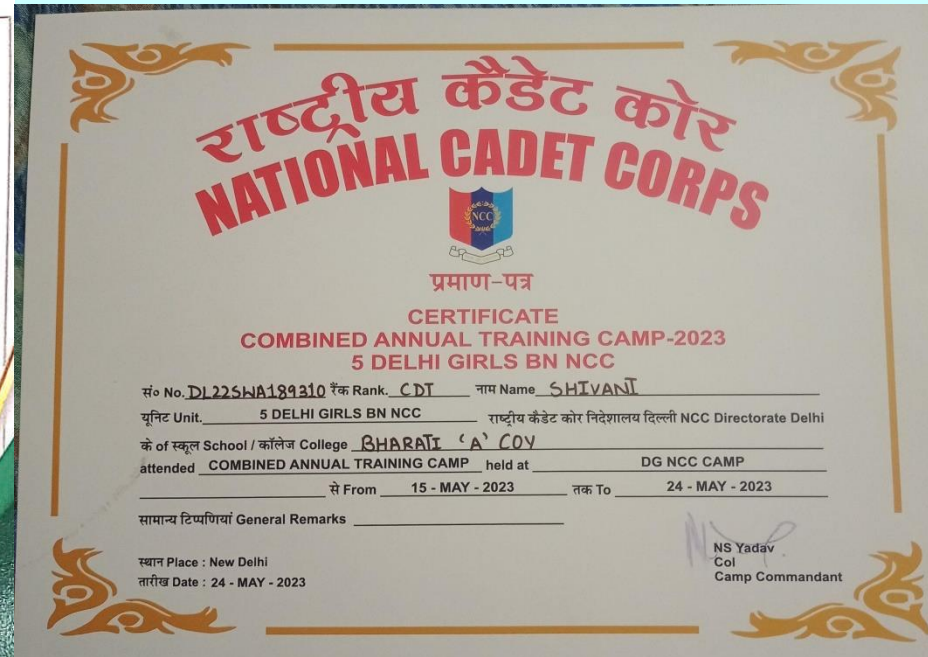 राष्ट्रीय कैडेट कोर
NATIONAL CADET CORPS
NCC
प्रमाण-पत्र
CERTIFICATE
COMBINED ANNUAL TRAINING CAMP-2023
5 DELHI GIRLS BN NCC
सं० No. DL22SWA189310 रैंक Rank. CDT नाम Name SHIVANI
यूनिट Unit. 5 DELHI GIRLS BN NCC राष्ट्रीय कैडेट कोर निदेशालय दिल्ली NCC Directorate Delhi
के of स्कूल School / कॉलेज College BHARATI ‘A’ COY
attended COMBINED ANNUAL TRAINING CAMP held at DG NCC CAMP
से From 15 - MAY - 2023 तक To 24 - MAY - 2023
सामान्य टिप्पणियां General Remarks
स्थान Place : New Delhi
तारीख Date : 24 - MAY - 2023
NS Yadav
Col
Camp Commandant